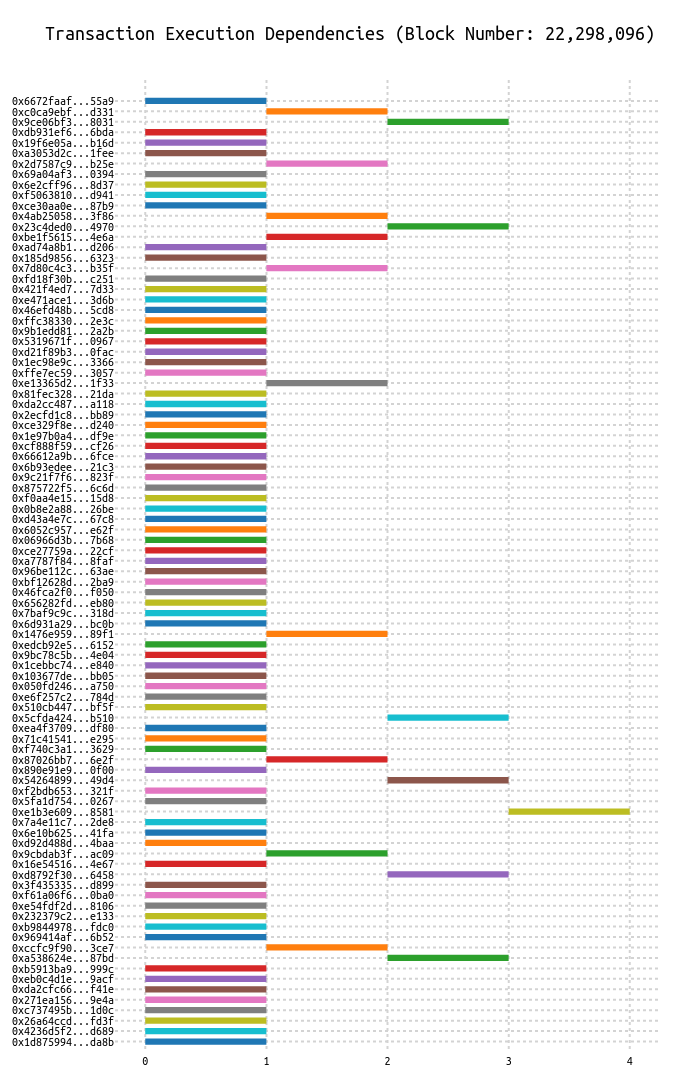 Transaction Execution Dependencies (Block Number: 22,298,096)
0x6672faaf...55a9
0xc0ca9ebf...d331
0x9ce06bf3...8031
0xdb931ef6...6bda
0x19f6e05a...b16d
0xa3053d2c...1fee
0x2d7587c9...b25e
0x69a04af3...0394
0x6e2cff96...8d37
0xf5063810...d941
0xce30aa0e...87b9
0x4ab25058...3f86
0x23c4ded0...4970
0xbe1f5615...4e6a
0xad74a8b1...d206
0x185d9856...6323
0x7d80c4c3...b35f
0xfd18f30b...c251
0x421f4ed7...7d33
0xe471ace1...3d6b
0x46efd48b...5cd8
0xffc38330...2e3c
0x9b1edd81...2a2b
0x5319671f...0967
0xd21f89b3...0fac
0x1ec98e9c...3366
0xffe7ec59...3057
0xe13365d2...1f33
0x81fec328...21da
0xda2cc487...a118
0x2ecfd1c8...bb89
0xce329f8e...d240
0x1e97b0a4...df9e
0xcf888f59...cf26
0x66612a9b...6fce
0x6b93edee...21c3
0x9c21f7f6...823f
0x875722f5...6c6d
0xf0aa4e15...15d8
0x0b8e2a88...26be
0xd43a4e7c...67c8
0x6052c957...e62f
0x06966d3b...7b68
0xce27759a...22cf
0xa7787f84...8faf
0x96be112c...63ae
0xbf12628d...2ba9
0x46fca2f0...f050
0x656282fd...eb80
0x7baf9c9c...318d
0x6d931a29...bc0b
0x1476e959...89f1
0xedcb92e5...6152
0x9bc78c5b...4e04
0x1cebbc74...e840
0x103677de...bb05
0x050fd246...a750
0xe6f257c2...784d
0x510cb447...bf5f
0x5cfda424...b510
0xea4f3709...df80
0x71c41541...e295
0xf740c3a1...3629
0x87026bb7...6e2f
0x890e91e9...0f00
0x54264899...49d4
0xf2bdb653...321f
0x5fa1d754...0267
0xe1b3e609...8581
0x7a4e11c7...2de8
0x6e10b625...41fa
0xd92d488d...4baa
0x9cbdab3f...ac09
0x16e54516...4e67
0xd8792f30...6458
0x3f435335...d899
0xf61a06f6...0ba0
0xe54fdf2d...8106
0x232379c2...e133
0xb9844978...fdc0
0x969414af...6b52
0xccfc9f90...3ce7
0xa538624e...87bd
0xb5913ba9...999c
0xeb0c4d1e...9acf
0xda2cfc66...f41e
0x271ea156...9e4a
0xc737495b...1d0c
0x26a64ccd...fd3f
0x4236d5f2...d689
0x1d875994...da8b
0 1 2 3 4